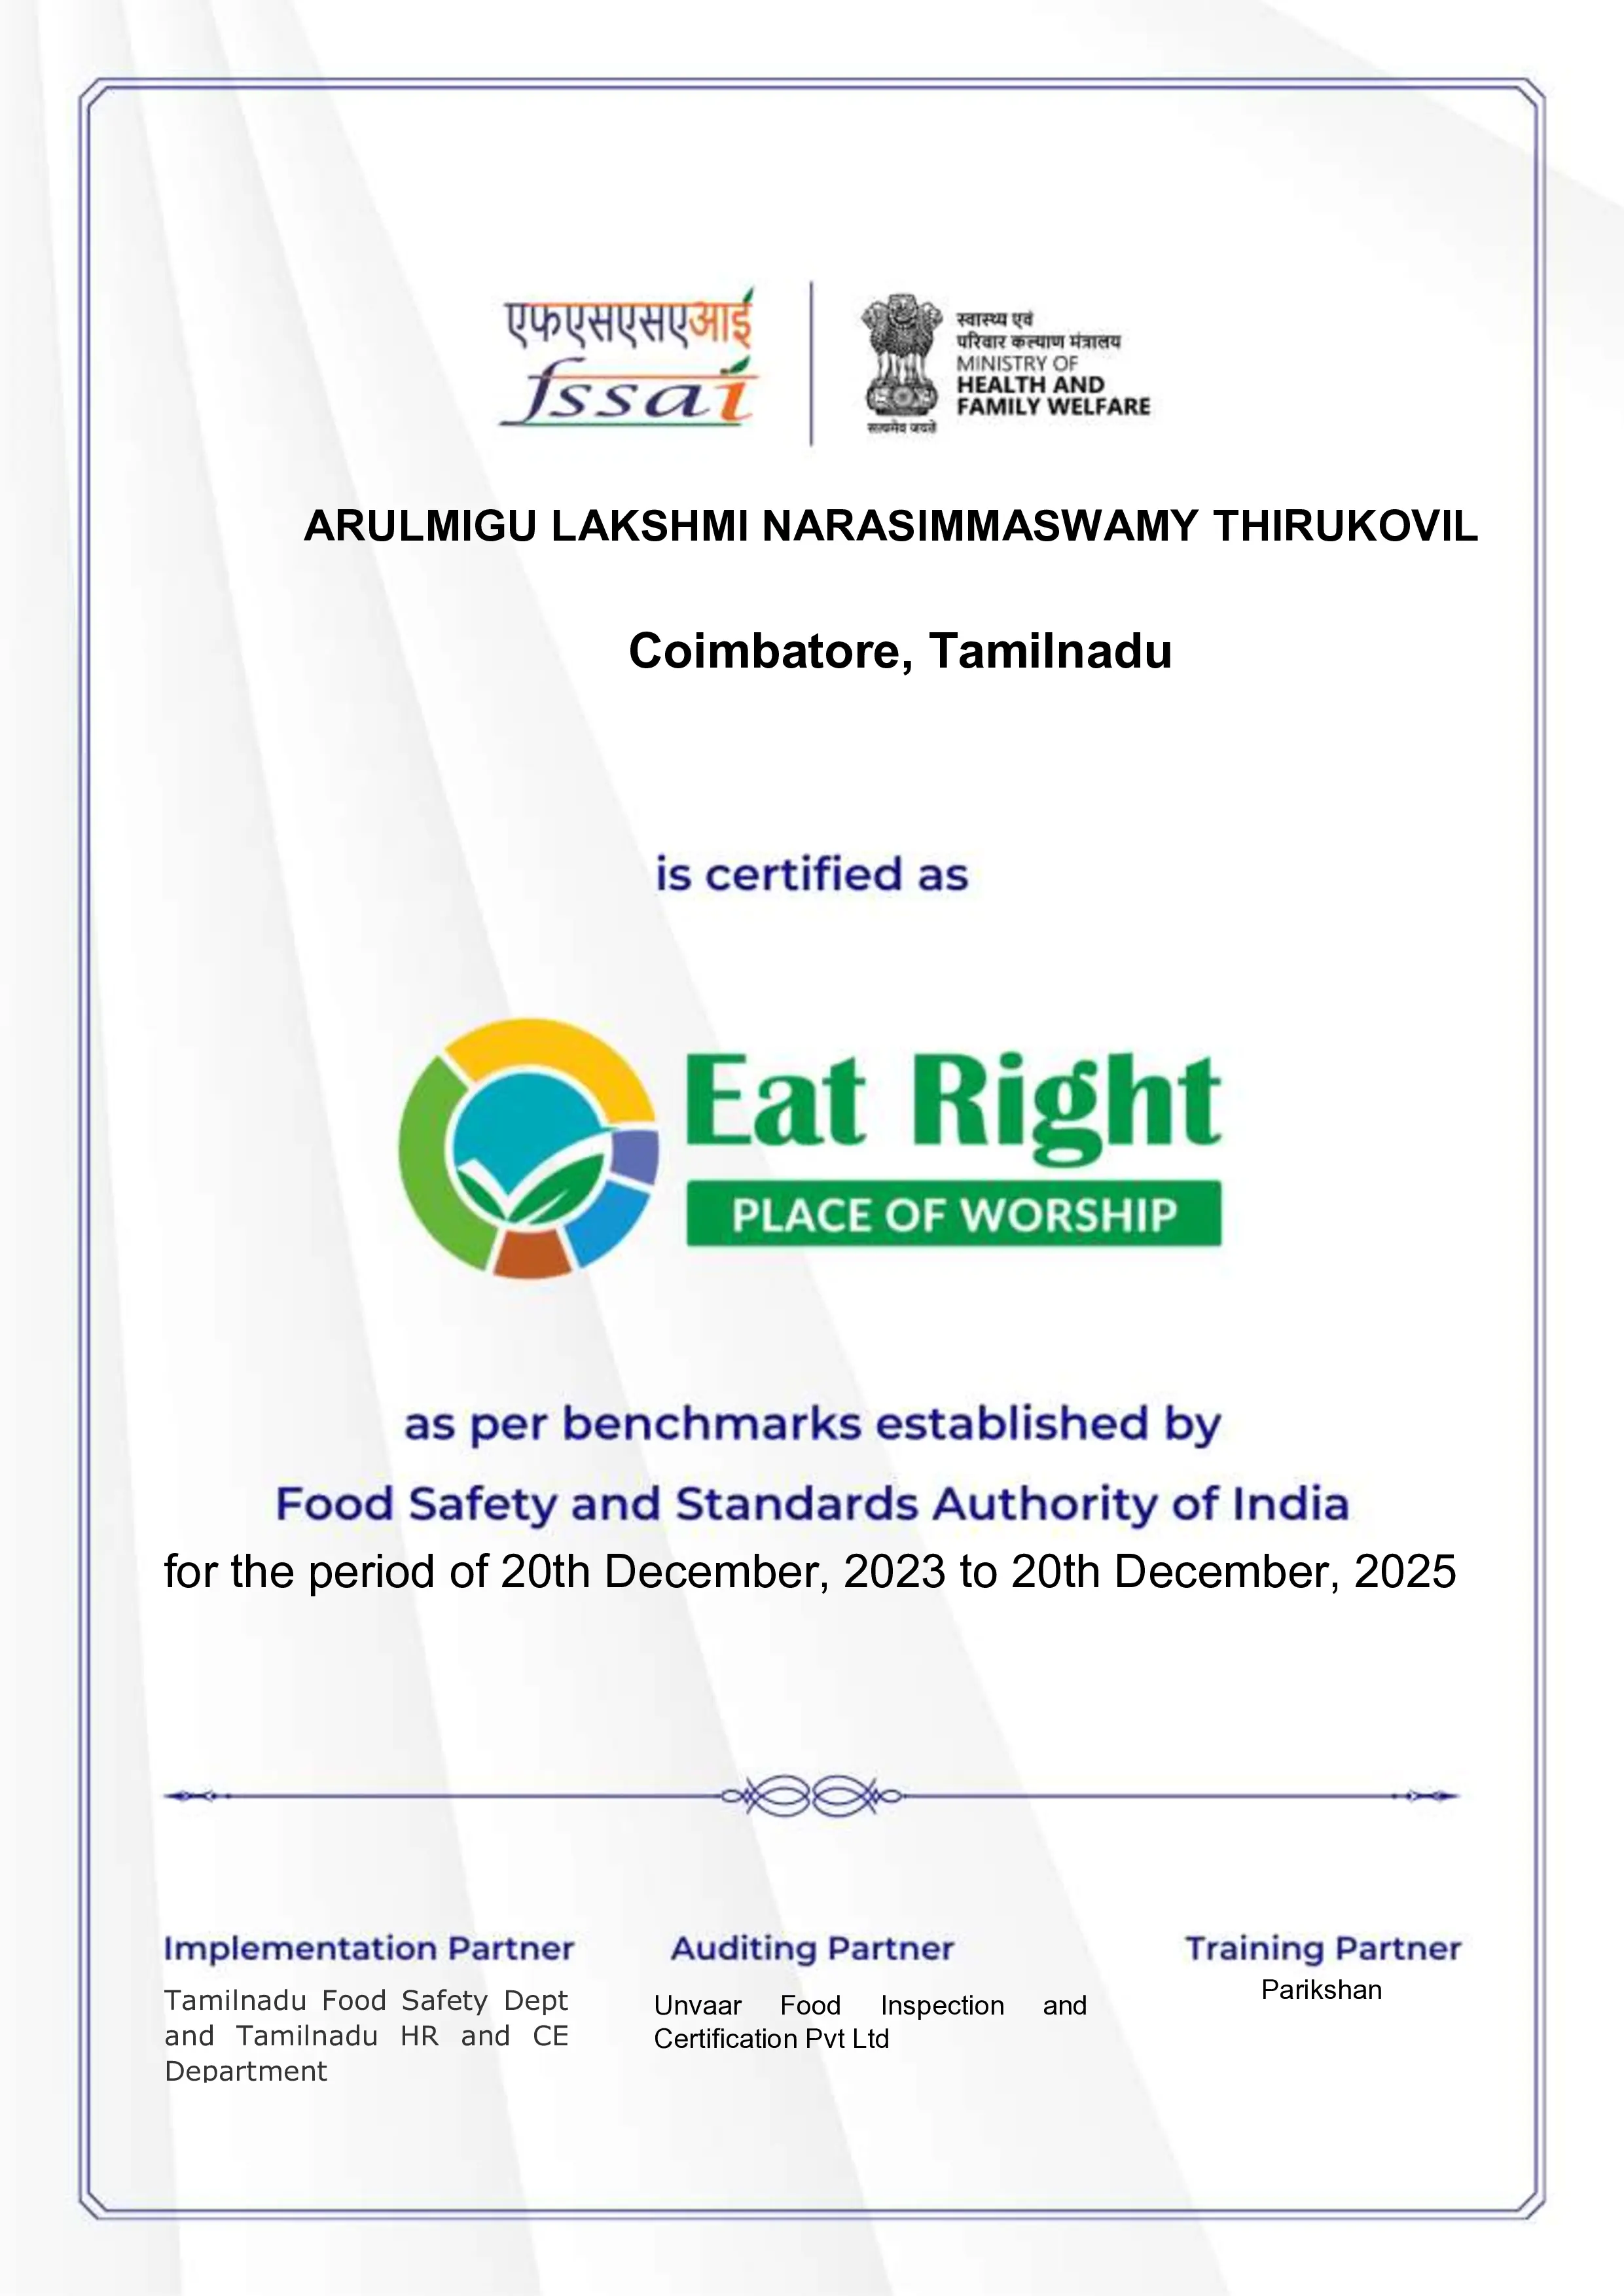 एफएसएसएआई
fssai
स्वास्थ्य एवं
परिवार कल्याण मंत्रालय
MINISTRY OF
HEALTH AND
FAMILY WELFARE
सत्यमेव जयते
ARULMIGU LAKSHMI NARASIMMASWAMY THIRUKOVIL
Coimbatore, Tamilnadu
is certified as
Eat Right
PLACE OF WORSHIP
as per benchmarks established by
Food Safety and Standards Authority of India
for the period of 20th December, 2023 to 20th December, 2025
Implementation Partner
Tamilnadu Food Safety Dept
and Tamilnadu HR and CE
Department
Auditing Partner
Unvaar Food Inspection and
Certification Pvt Ltd
Training Partner
Parikshan